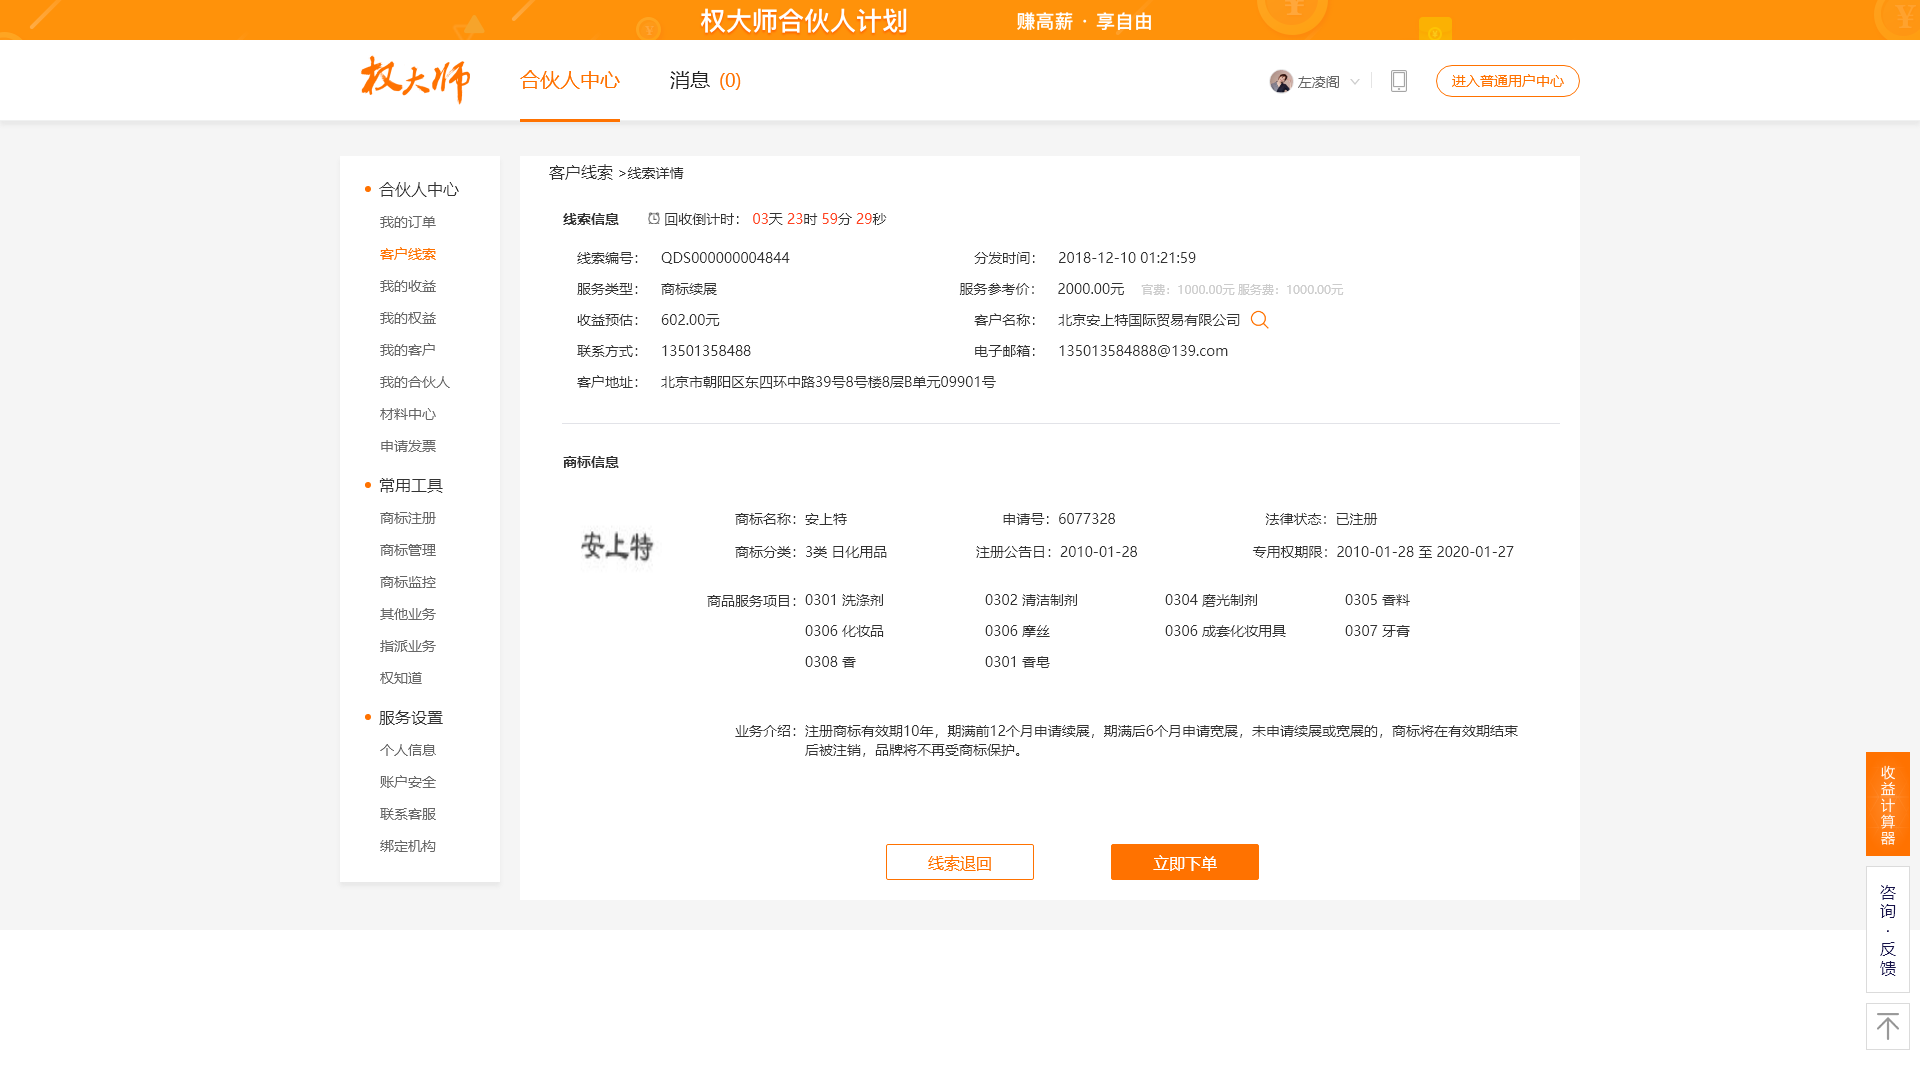 权大师合伙人计划 赚高薪 · 享自由
权大师 合伙人中心 消息 (0) 左凌阁 进入普通用户中心
合伙人中心
我的订单
客户线索
我的收益
我的权益
我的客户
我的合伙人
材料中心
申请发票
常用工具
商标注册
商标管理
商标监控
其他业务
指派业务
权知道
服务设置
个人信息
账户安全
联系客服
绑定机构
客户线索 >线索详情
线索信息 回收倒计时： 03天 23时 59分 29秒
线索编号： QDS000000004844 分发时间： 2018-12-10 01:21:59
服务类型： 商标续展 服务参考价： 2000.00元 官费：1000.00元 服务费：1000.00元
收益预估： 602.00元 客户名称： 北京安上特国际贸易有限公司
联系方式： 13501358488 电子邮箱： 135013584888@139.com
客户地址： 北京市朝阳区东四环中路39号8号楼8层B单元09901号
商标信息
安上特
商标名称：安上特 申请号：6077328 法律状态：已注册
商标分类：3类 日化用品 注册公告日：2010-01-28 专用权期限：2010-01-28 至 2020-01-27
商品服务项目：0301 洗涤剂 0302 清洁制剂 0304 磨光制剂 0305 香料
0306 化妆品 0306 摩丝 0306 成套化妆用具 0307 牙膏
0308 香 0301 香皂
业务介绍：注册商标有效期10年，期满前12个月申请续展，期满后6个月申请宽展，未申请续展或宽展的，商标将在有效期结束
后被注销，品牌将不再受商标保护。
线索退回 立即下单
收益计算器
咨询·反馈